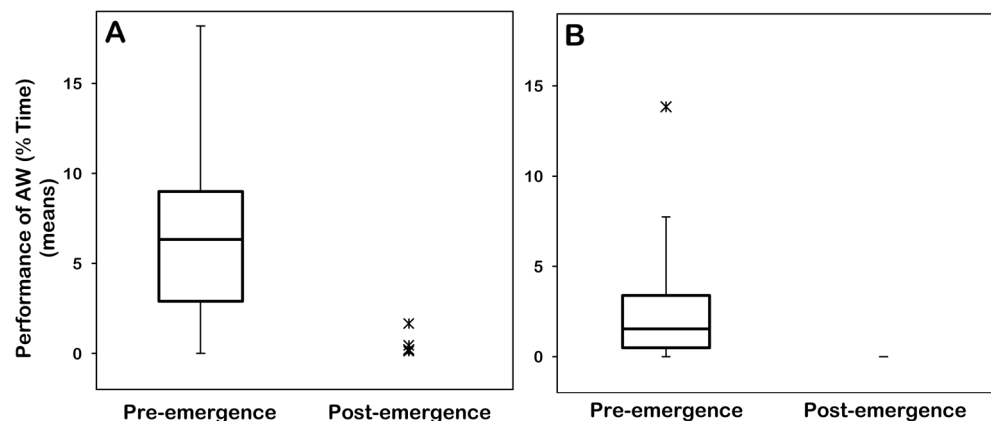 A
Performance of AW (% Time)
(means)
15
10
5
0
Pre-emergence
Post-emergence
B
15
10
5
0
Pre-emergence
Post-emergence